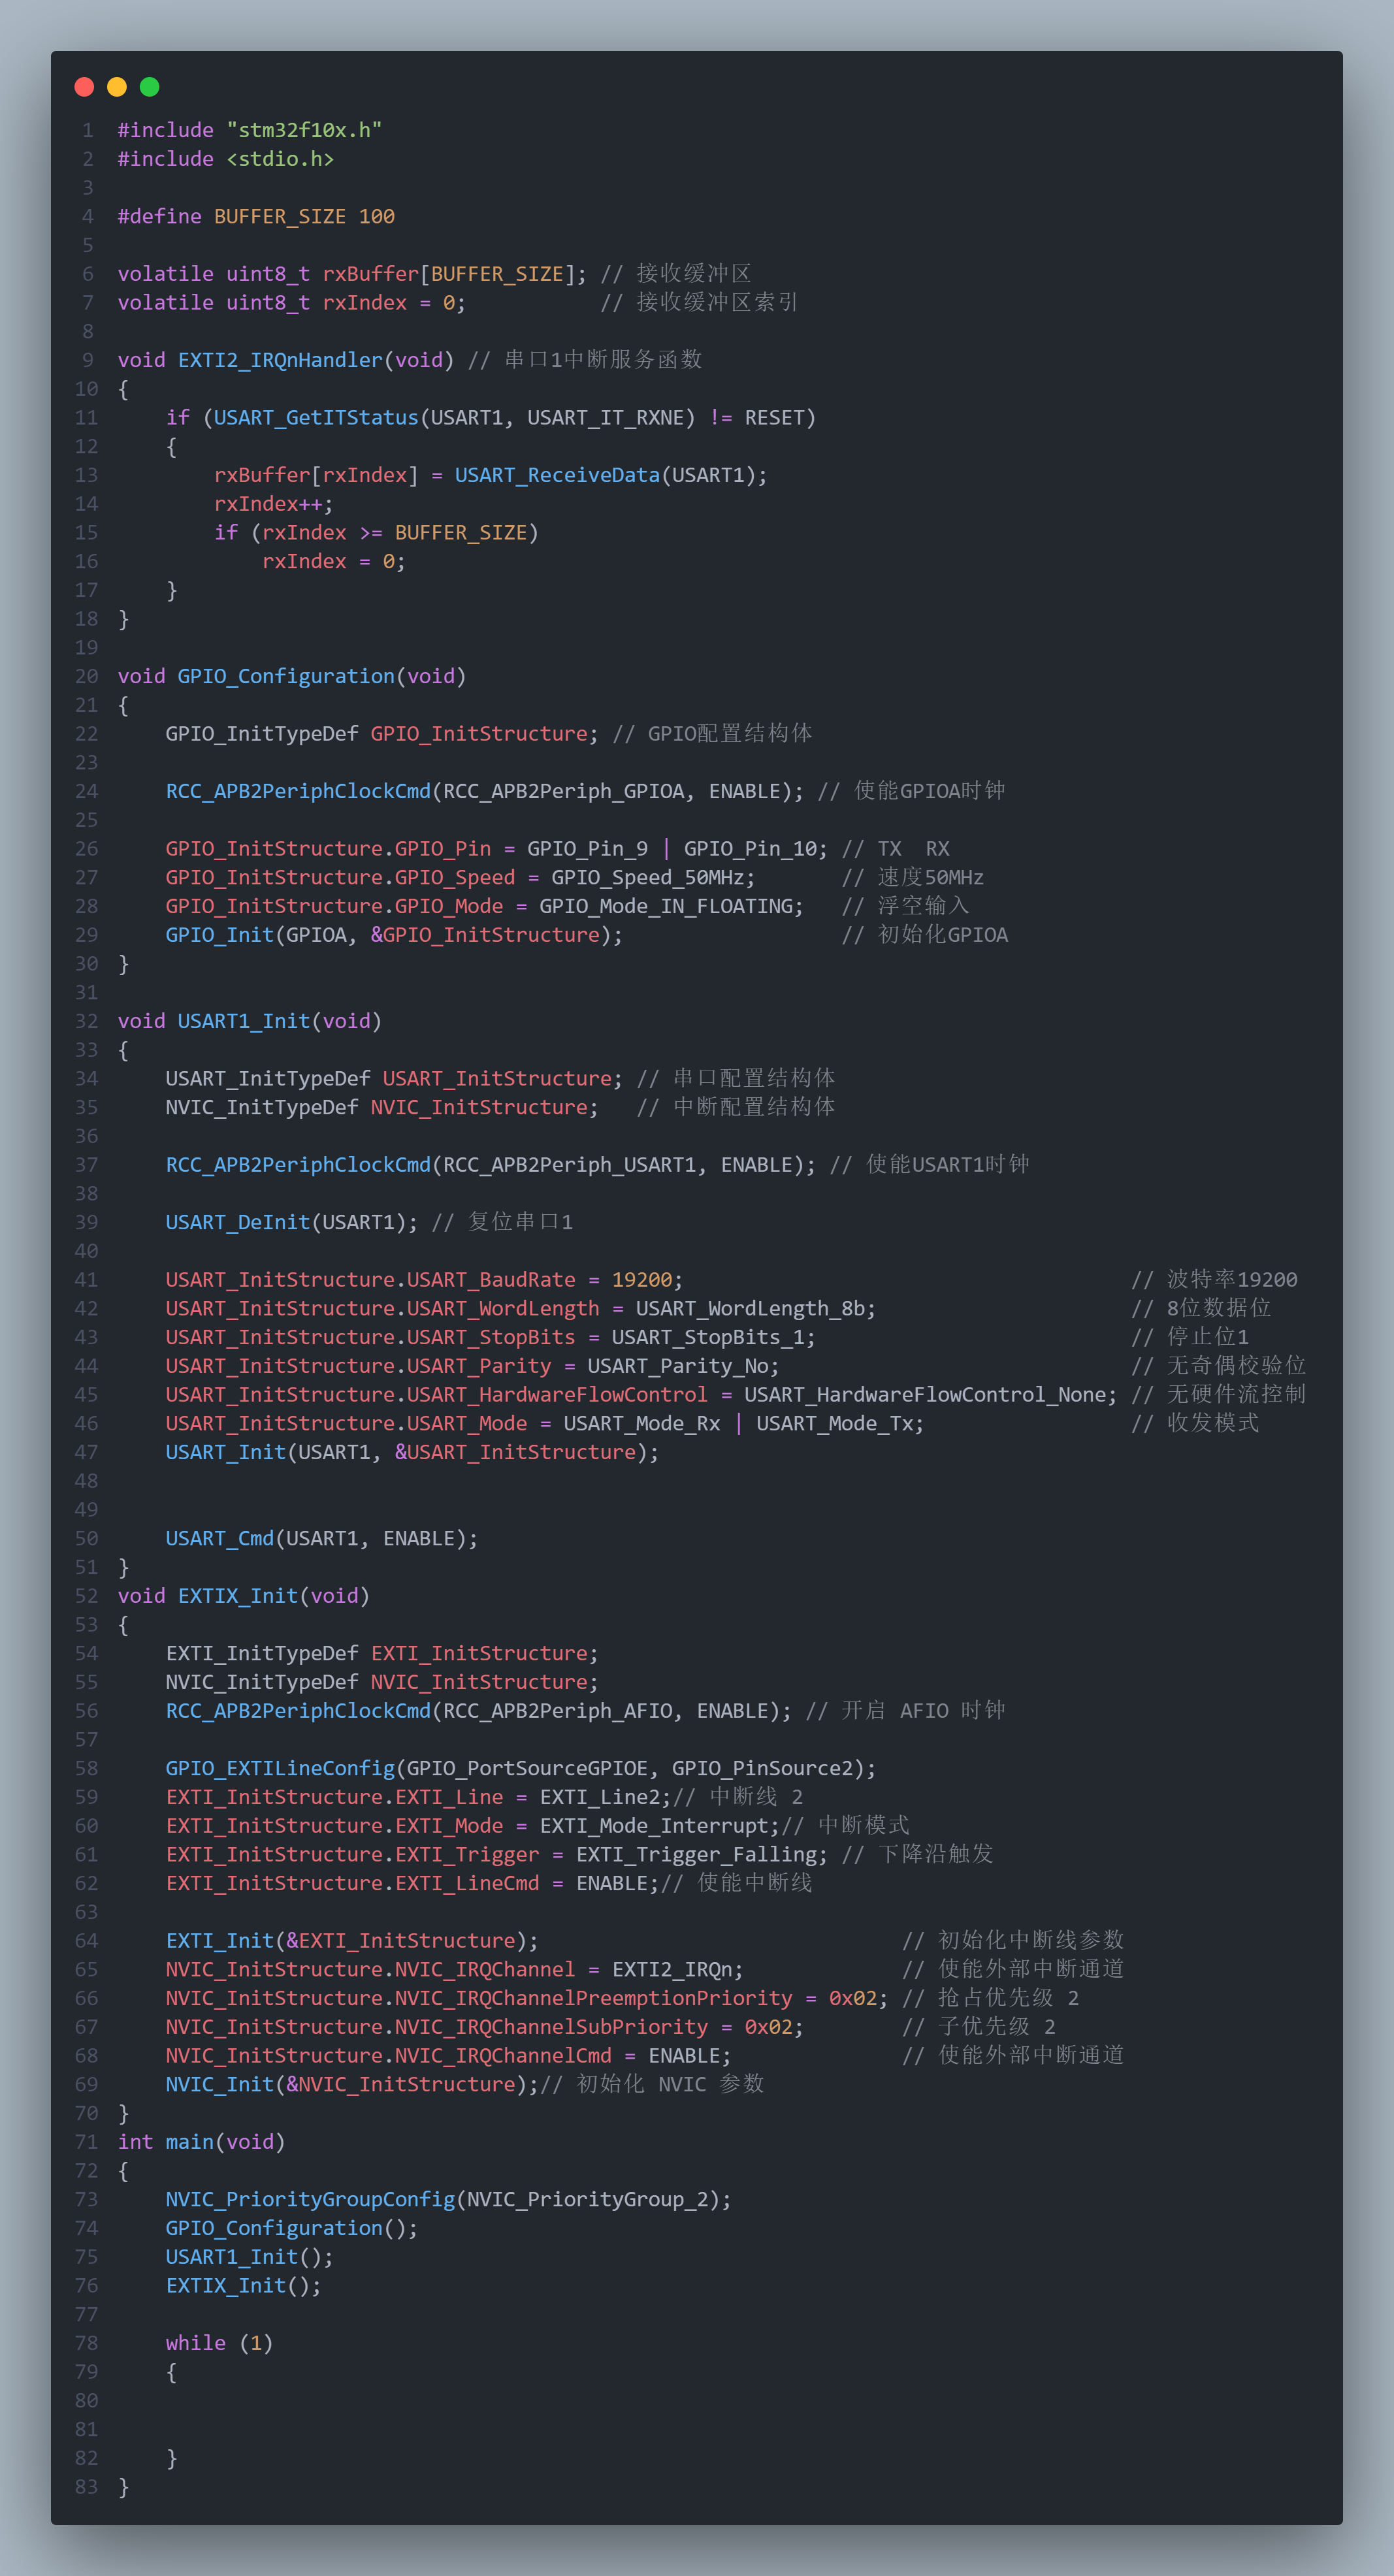 1 #include "stm32f10x.h"
2 #include <stdio.h>
3
4 #define BUFFER_SIZE 100
5
6 volatile uint8_t rxBuffer[BUFFER_SIZE]; // 接收缓冲区
7 volatile uint8_t rxIndex = 0;           // 接收缓冲区索引
8
9 void EXTI2_IRQnHandler(void) // 串口1中断服务函数
10 {
11     if (USART_GetITStatus(USART1, USART_IT_RXNE) != RESET)
12     {
13         rxBuffer[rxIndex] = USART_ReceiveData(USART1);
14         rxIndex++;
15         if (rxIndex >= BUFFER_SIZE)
16             rxIndex = 0;
17     }
18 }
19
20 void GPIO_Configuration(void)
21 {
22     GPIO_InitTypeDef GPIO_InitStructure; // GPIO配置结构体
23
24     RCC_APB2PeriphClockCmd(RCC_APB2Periph_GPIOA, ENABLE); // 使能GPIOA时钟
25
26     GPIO_InitStructure.GPIO_Pin = GPIO_Pin_9 | GPIO_Pin_10; // TX  RX
27     GPIO_InitStructure.GPIO_Speed = GPIO_Speed_50MHz;       // 速度50MHz
28     GPIO_InitStructure.GPIO_Mode = GPIO_Mode_IN_FLOATING;   // 浮空输入
29     GPIO_Init(GPIOA, &GPIO_InitStructure);                  // 初始化GPIOA
30 }
31
32 void USART1_Init(void)
33 {
34     USART_InitTypeDef USART_InitStructure; // 串口配置结构体
35     NVIC_InitTypeDef NVIC_InitStructure;   // 中断配置结构体
36
37     RCC_APB2PeriphClockCmd(RCC_APB2Periph_USART1, ENABLE); // 使能USART1时钟
38
39     USART_DeInit(USART1); // 复位串口1
40
41     USART_InitStructure.USART_BaudRate = 19200;                                     // 波特率19200
42     USART_InitStructure.USART_WordLength = USART_WordLength_8b;                     // 8位数据位
43     USART_InitStructure.USART_StopBits = USART_StopBits_1;                          // 停止位1
44     USART_InitStructure.USART_Parity = USART_Parity_No;                             // 无奇偶校验位
45     USART_InitStructure.USART_HardwareFlowControl = USART_HardwareFlowControl_None; // 无硬件流控制
46     USART_InitStructure.USART_Mode = USART_Mode_Rx | USART_Mode_Tx;                 // 收发模式
47     USART_Init(USART1, &USART_InitStructure);
48
49
50     USART_Cmd(USART1, ENABLE);
51 }
52 void EXTIX_Init(void)
53 {
54     EXTI_InitTypeDef EXTI_InitStructure;
55     NVIC_InitTypeDef NVIC_InitStructure;
56     RCC_APB2PeriphClockCmd(RCC_APB2Periph_AFIO, ENABLE); // 开启 AFIO 时钟
57
58     GPIO_EXTILineConfig(GPIO_PortSourceGPIOE, GPIO_PinSource2);
59     EXTI_InitStructure.EXTI_Line = EXTI_Line2;// 中断线 2
60     EXTI_InitStructure.EXTI_Mode = EXTI_Mode_Interrupt;// 中断模式
61     EXTI_InitStructure.EXTI_Trigger = EXTI_Trigger_Falling; // 下降沿触发
62     EXTI_InitStructure.EXTI_LineCmd = ENABLE;// 使能中断线
63
64     EXTI_Init(&EXTI_InitStructure);                              // 初始化中断线参数
65     NVIC_InitStructure.NVIC_IRQChannel = EXTI2_IRQn;             // 使能外部中断通道
66     NVIC_InitStructure.NVIC_IRQChannelPreemptionPriority = 0x02; // 抢占优先级 2
67     NVIC_InitStructure.NVIC_IRQChannelSubPriority = 0x02;        // 子优先级 2
68     NVIC_InitStructure.NVIC_IRQChannelCmd = ENABLE;              // 使能外部中断通道
69     NVIC_Init(&NVIC_InitStructure);// 初始化 NVIC 参数
70 }
71 int main(void)
72 {
73     NVIC_PriorityGroupConfig(NVIC_PriorityGroup_2);
74     GPIO_Configuration();
75     USART1_Init();
76     EXTIX_Init();
77
78     while (1)
79     {
80
81
82     }
83 }